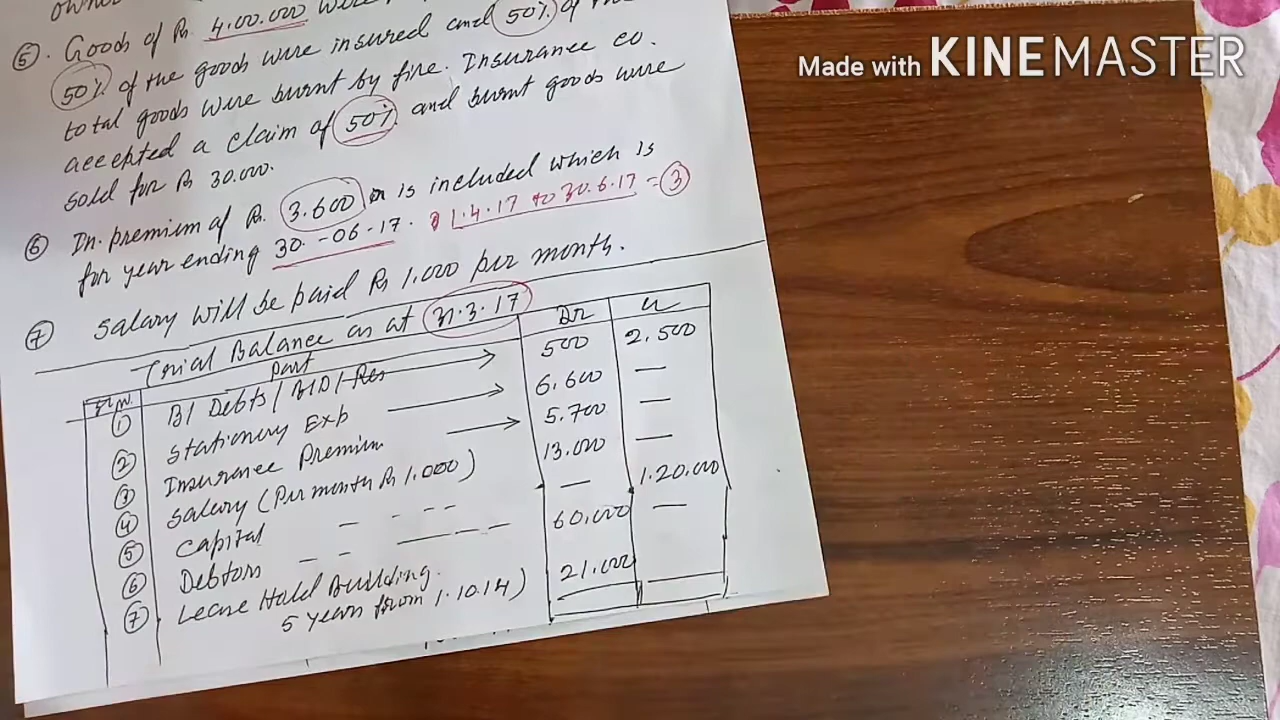 Made with KINEMASTER
owner
⑤. Goods of Rs. 4.00.000 were
50% of the goods were insured and 50% of the
total goods were burnt by fire. Insurance co.
accepted a claim of 50% and burnt goods were
sold for Rs 30.000.
⑥ In. premium of Rs. 3.600 is included which is
for year ending 30.-06-17. 1.4.17 to 30.6.17 = ③
⑦ Salary will be paid Rs 1.000 per month.
Trial Balance as at 31.3.17
Part Dr Cr
① B/ Debts / B/D/ Res 500 2.500
② Stationery Exp 6.600 —
③ Insurance Premium 5.700 —
④ Salary (Per month Rs 1.000) 13.000 —
⑤ Capital — 1.20.000
⑥ Debtors 60.000 —
⑦ Lease Hold Building. 21.000
5 years from 1.10.14)